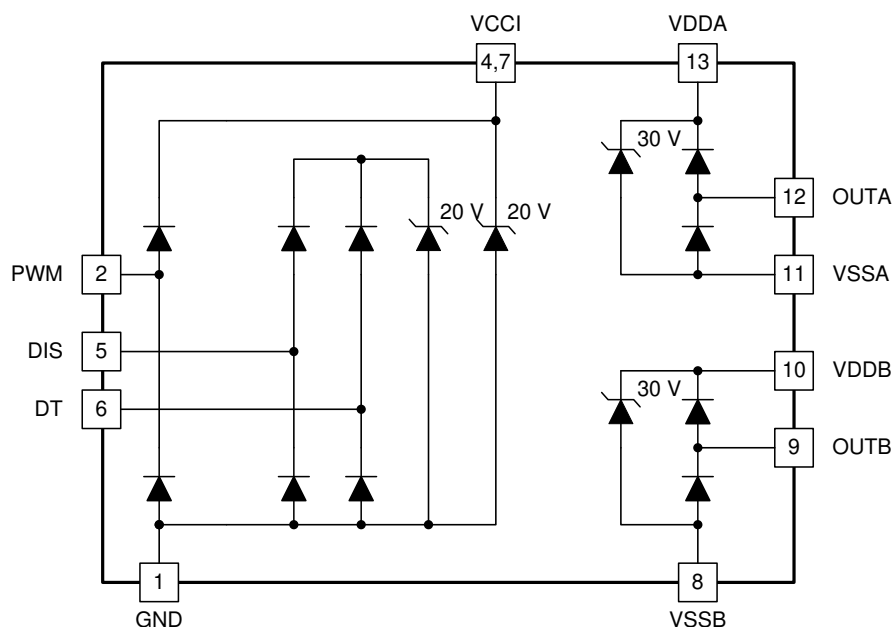 VCCI
VDDA
4,7
13
30 V
12
OUTA
20 V
20 V
PWM
2
11
VSSA
DIS
5
10
VDDB
30 V
DT
6
9
OUTB
1
8
GND
VSSB